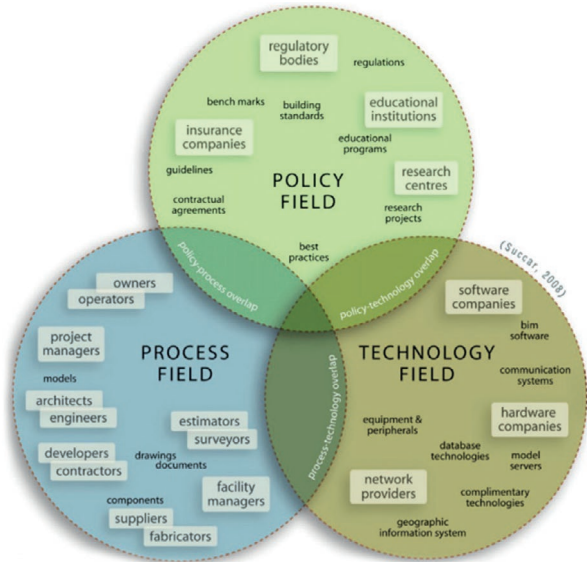 regulatory
bodies
regulations
bench marks
building
standards
educational
institutions
insurance
companies
educational
programs
guidelines
research
centres
POLICY
FIELD
contractual
agreements
research
projects
best
practices
policy-process overlap
policy-technology overlap
(Succar, 2008)
owners
operators
project
managers
PROCESS
FIELD
models
architects
engineers
estimators
surveyors
developers
contractors
drawings
documents
facility
managers
components
suppliers
fabricators
process-technology overlap
software
companies
bim
software
TECHNOLOGY
FIELD
communication
systems
equipment &
peripherals
hardware
companies
database
technologies
model
servers
network
providers
complimentary
technologies
geographic
information system